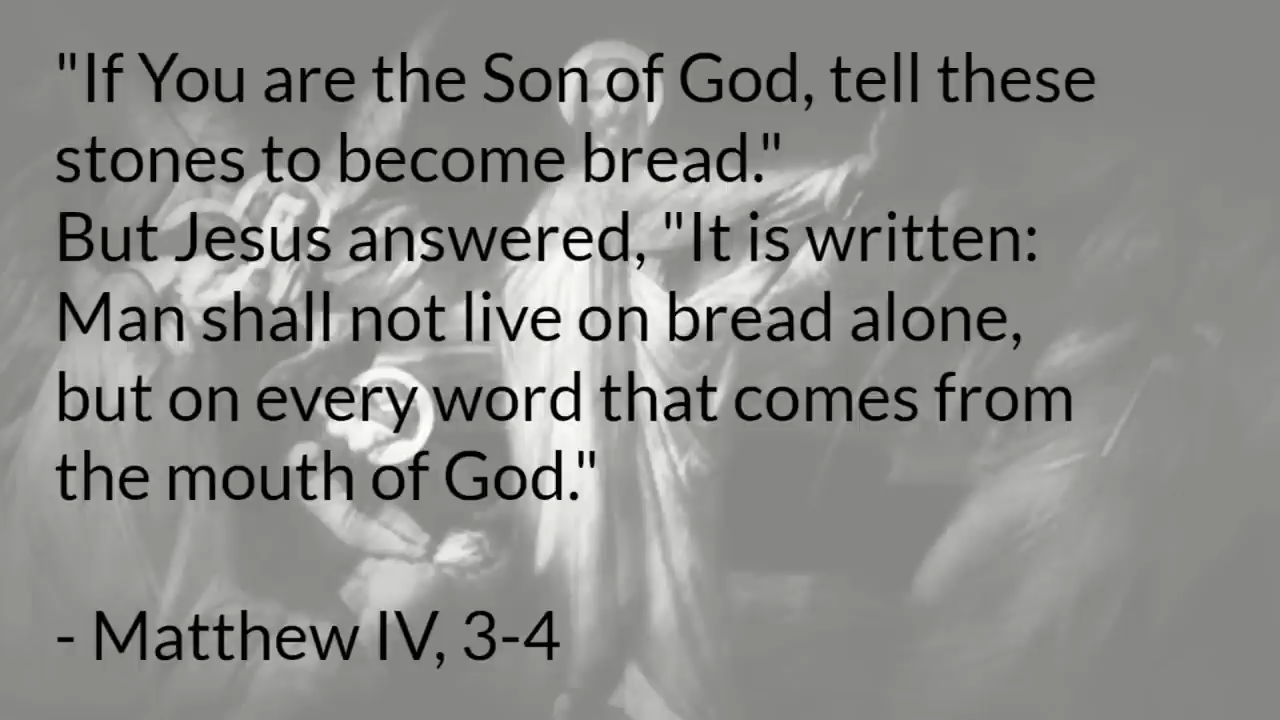 "If You are the Son of God, tell these
stones to become bread."
But Jesus answered, "It is written:
Man shall not live on bread alone,
but on every word that comes from
the mouth of God."
- Matthew IV, 3-4